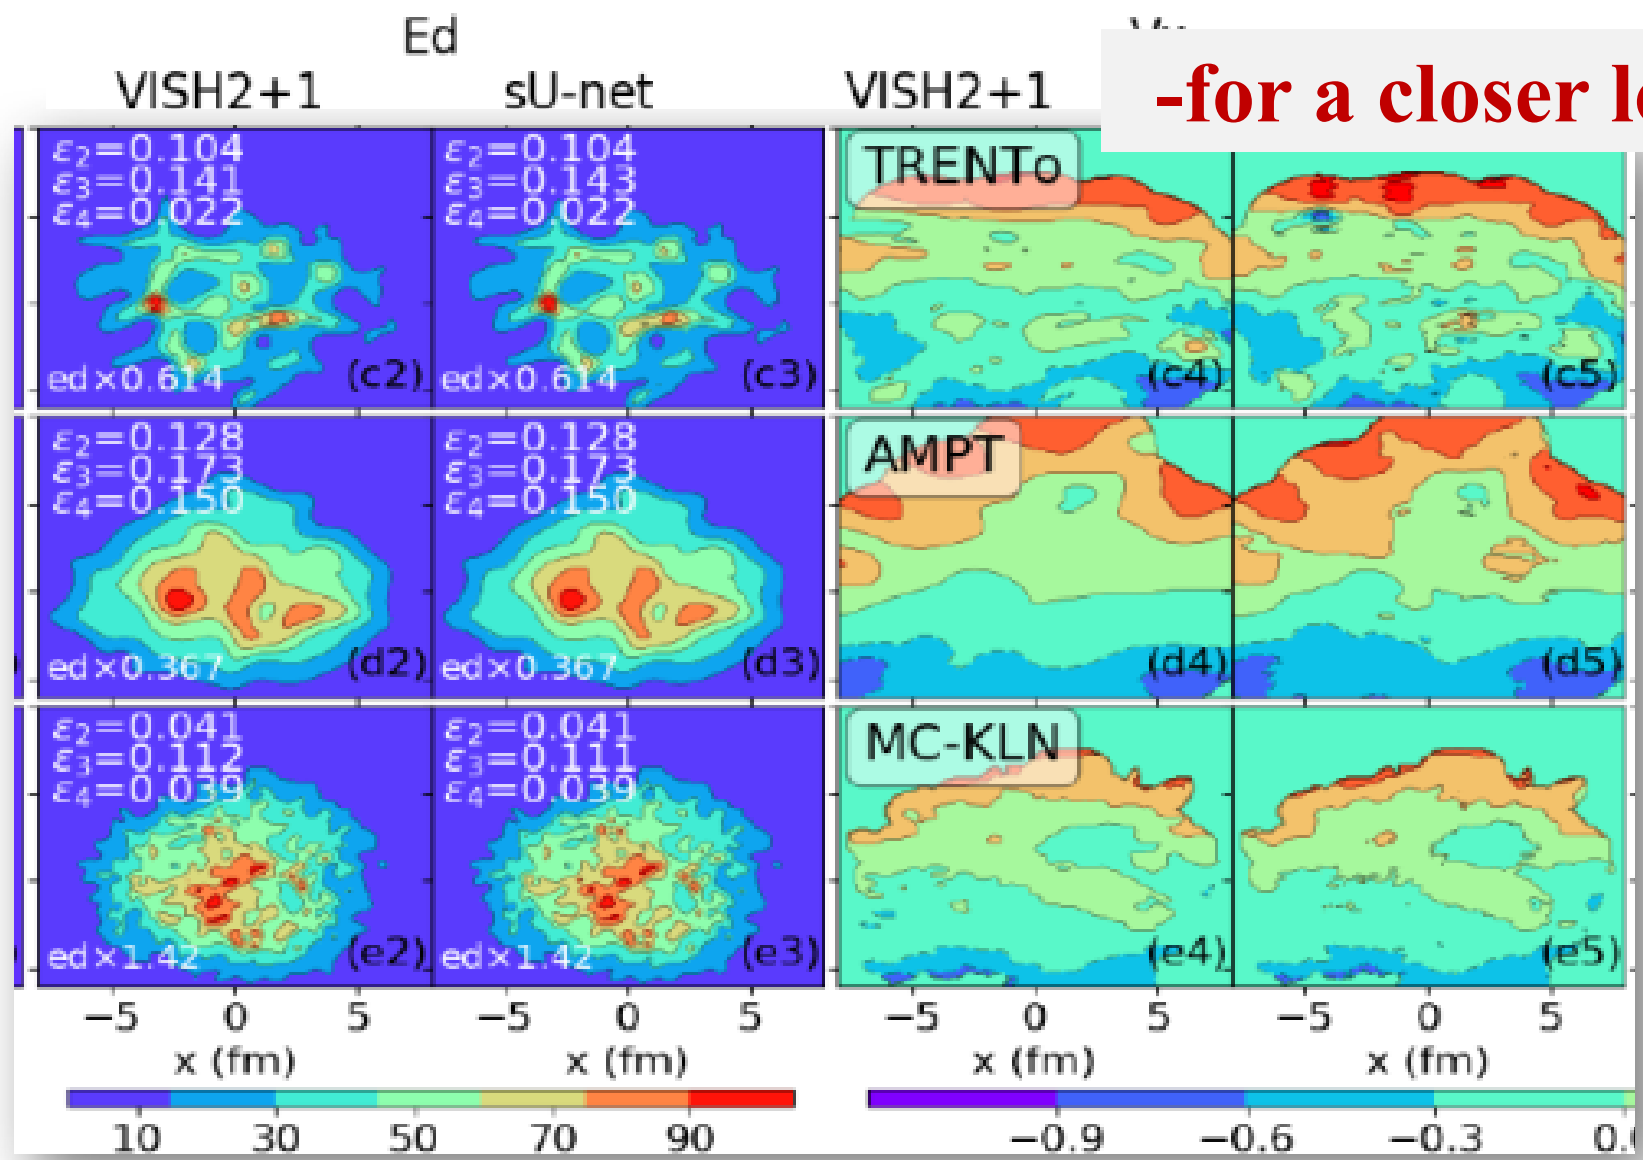 Ed
VISH2+1 sU-net VISH2+1
-for a closer
ε₂=0.104
ε₃=0.141
ε₄=0.022
ed×0.614
(c2)
ε₂=0.104
ε₃=0.143
ε₄=0.022
ed×0.614
(c3)
TRENTo
(c4)
(c5)
ε₂=0.128
ε₃=0.173
ε₄=0.150
ed×0.367
(d2)
ε₂=0.128
ε₃=0.173
ε₄=0.150
ed×0.367
(d3)
AMPT
(d4)
(d5)
ε₂=0.041
ε₃=0.112
ε₄=0.039
ed×1.42
(e2)
ε₂=0.041
ε₃=0.111
ε₄=0.039
ed×1.42
(e3)
MC-KLN
(e4)
(e5)
−5 0 5 −5 0 5 −5 0 5 −5 0 5
x (fm) x (fm) x (fm) x (fm)
10 30 50 70 90 −0.9 −0.6 −0.3